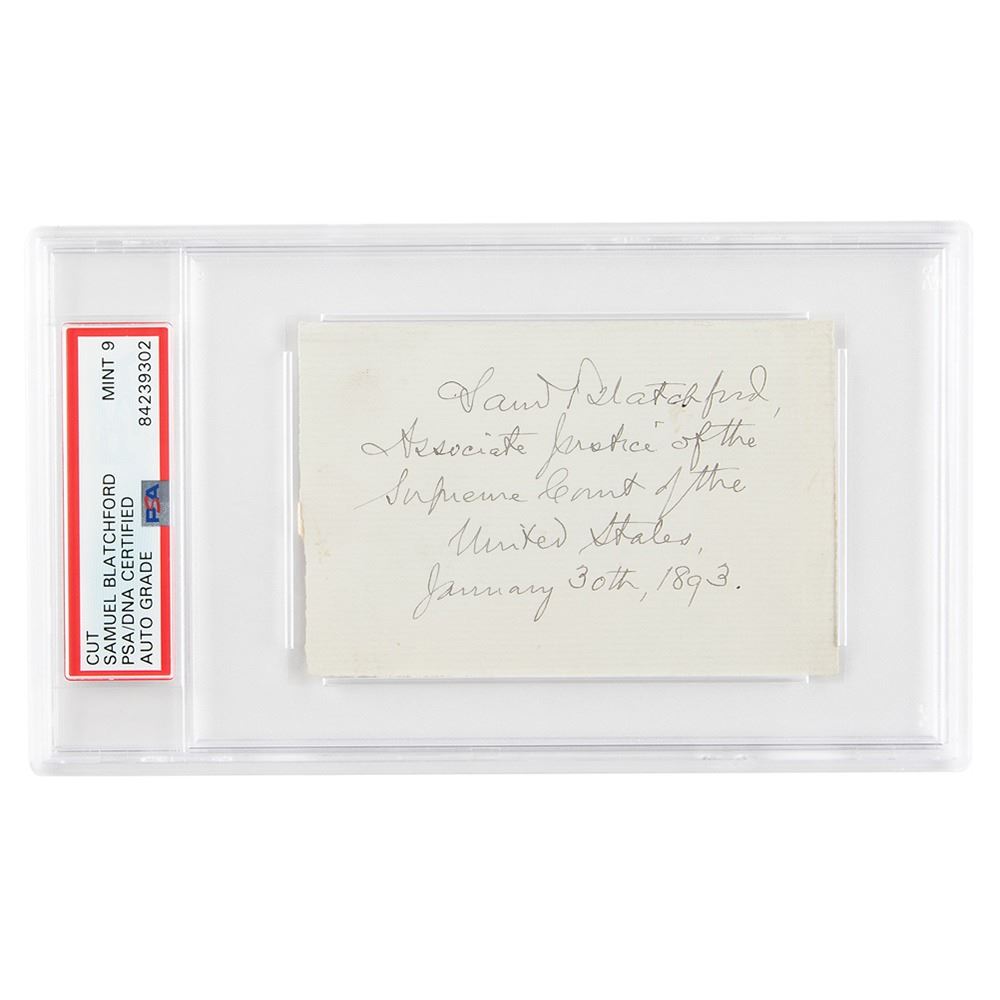 CUT
SAMUEL BLATCHFORD
PSA/DNA CERTIFIED
AUTO GRADE
MINT 9
84239302
PSA
Saml Blatchford,
Associate Justice of the
Supreme Court of the
United States,
January 30th, 1893.